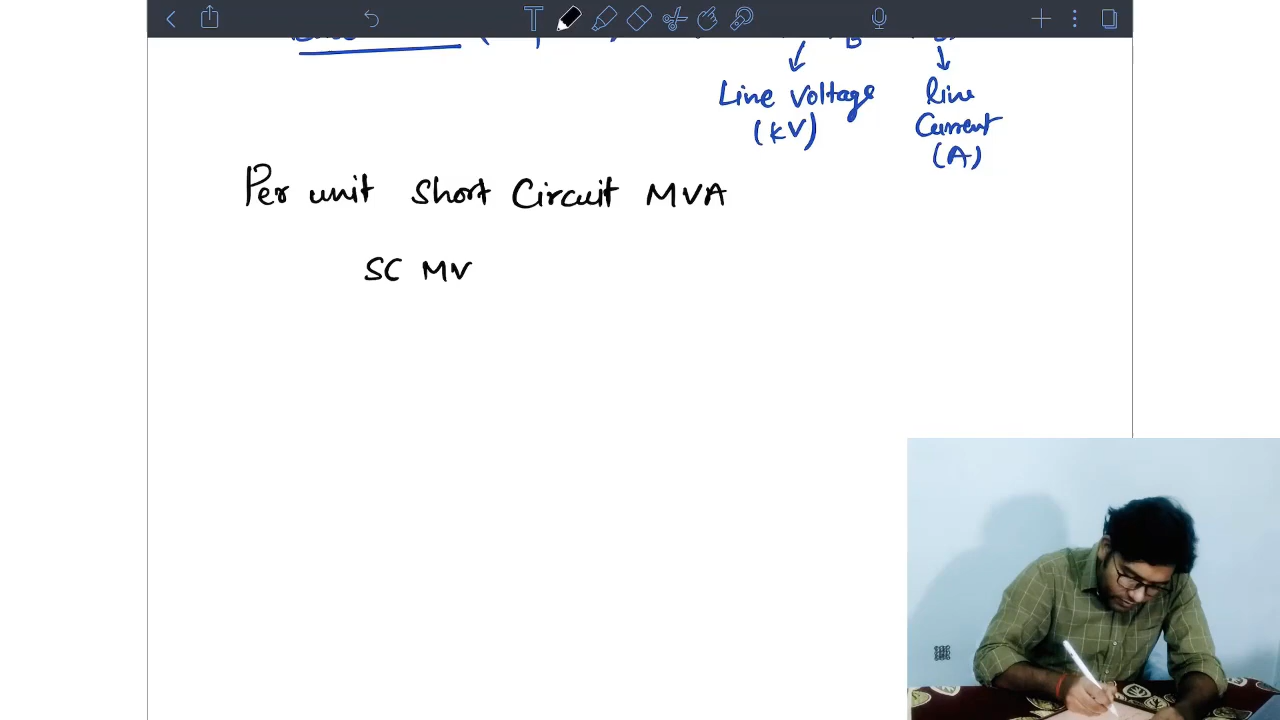 Line Voltage Line
(kV) Current
(A)
Per unit Short Circuit MVA
SC MV